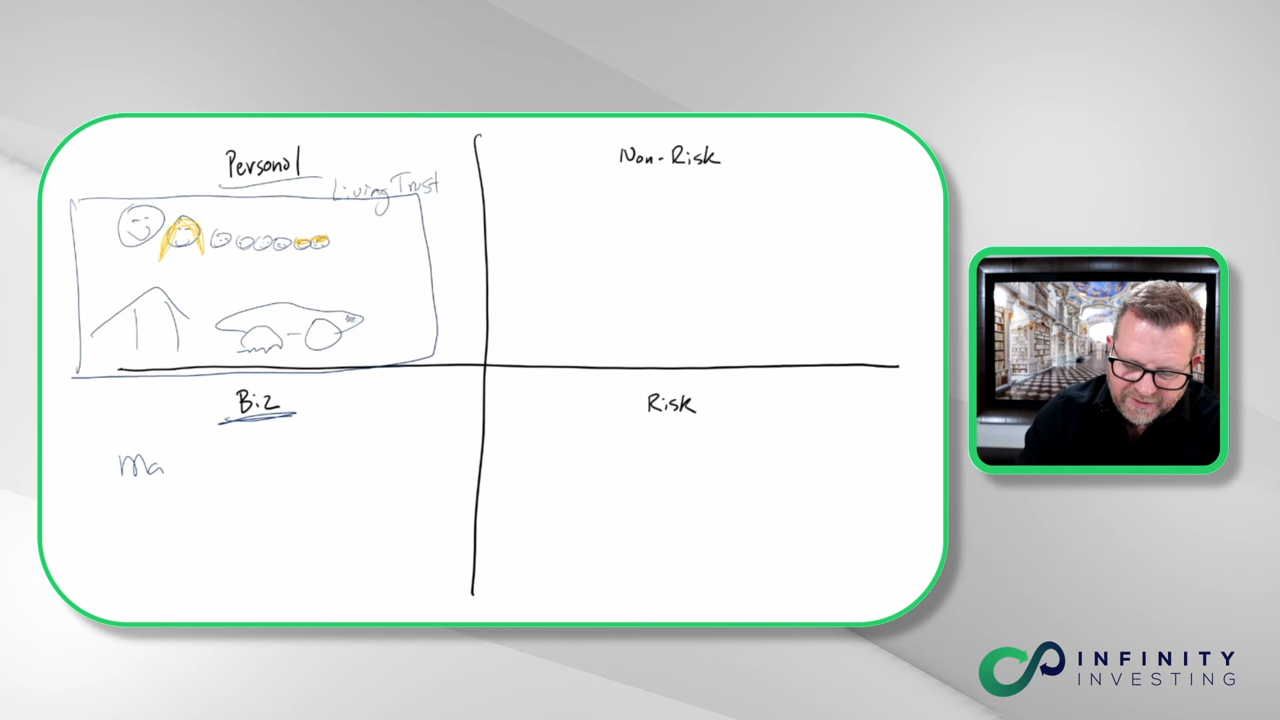 Personal
Living Trust
Non-Risk
Biz
Ma
Risk
INFINITY
INVESTING